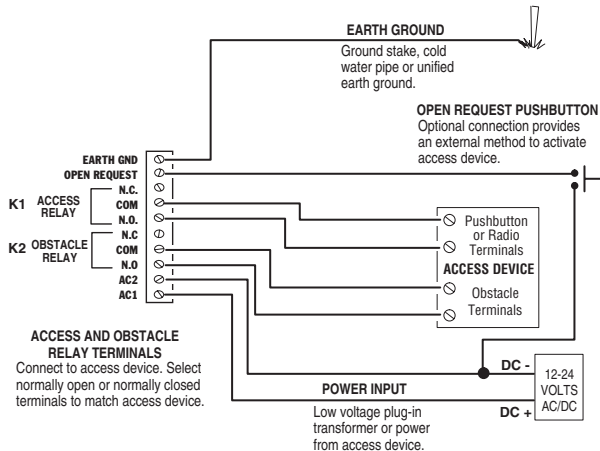 EARTH GROUND
Ground stake, cold
water pipe or unified
earth ground.
OPEN REQUEST PUSHBUTTON
Optional connection provides
an external method to activate
access device.
EARTH GND
OPEN REQUEST
N.C.
K1 ACCESS
RELAY
COM
N.O.
N.C
K2 OBSTACLE
RELAY
COM
N.O
AC2
AC1
Pushbutton
or Radio
Terminals
ACCESS DEVICE
Obstacle
Terminals
ACCESS AND OBSTACLE
RELAY TERMINALS
Connect to access device. Select
normally open or normally closed
terminals to match access device.
POWER INPUT
Low voltage plug-in
transformer or power
from access device.
DC -
DC +
12-24
VOLTS
AC/DC